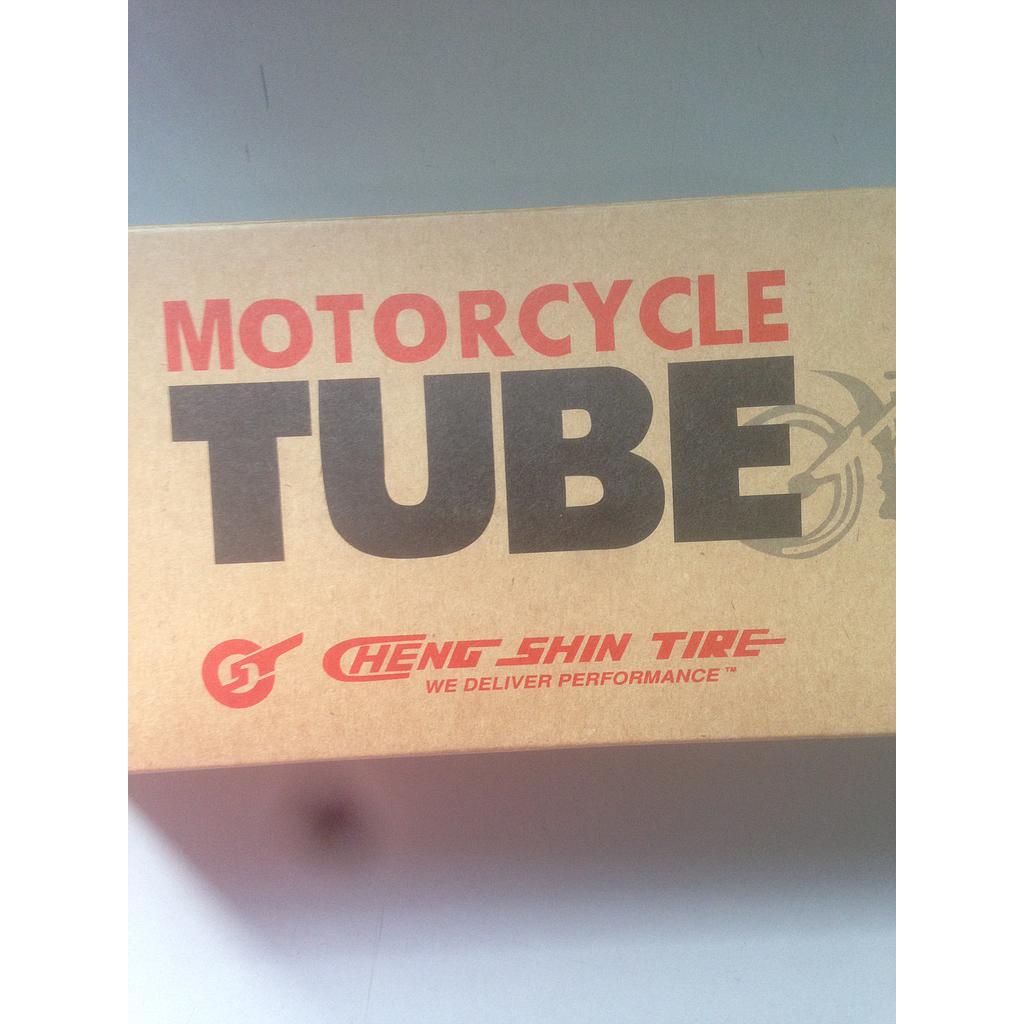 MOTORCYCLE
TUBE
CHENG SHIN TIRE
WE DELIVER PERFORMANCE™